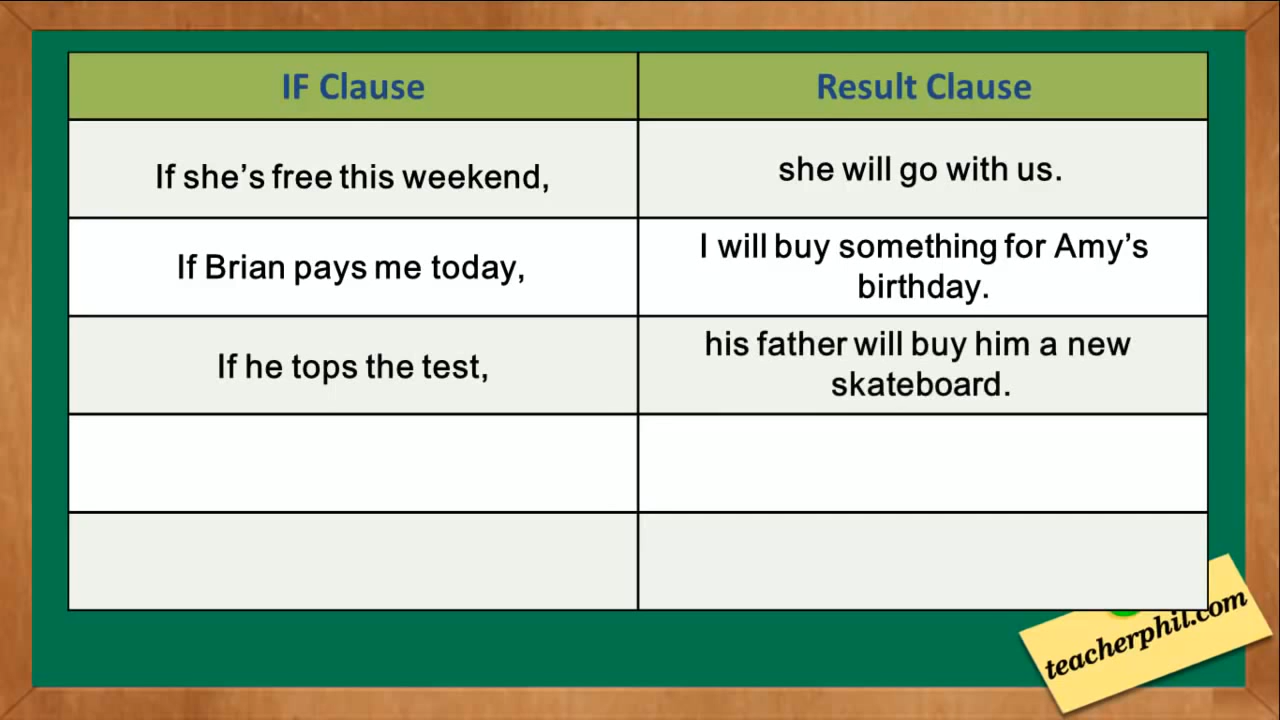 IF Clause
Result Clause
If she’s free this weekend,
she will go with us.
If Brian pays me today,
I will buy something for Amy’s
birthday.
If he tops the test,
his father will buy him a new
skateboard.
teacherphil.com